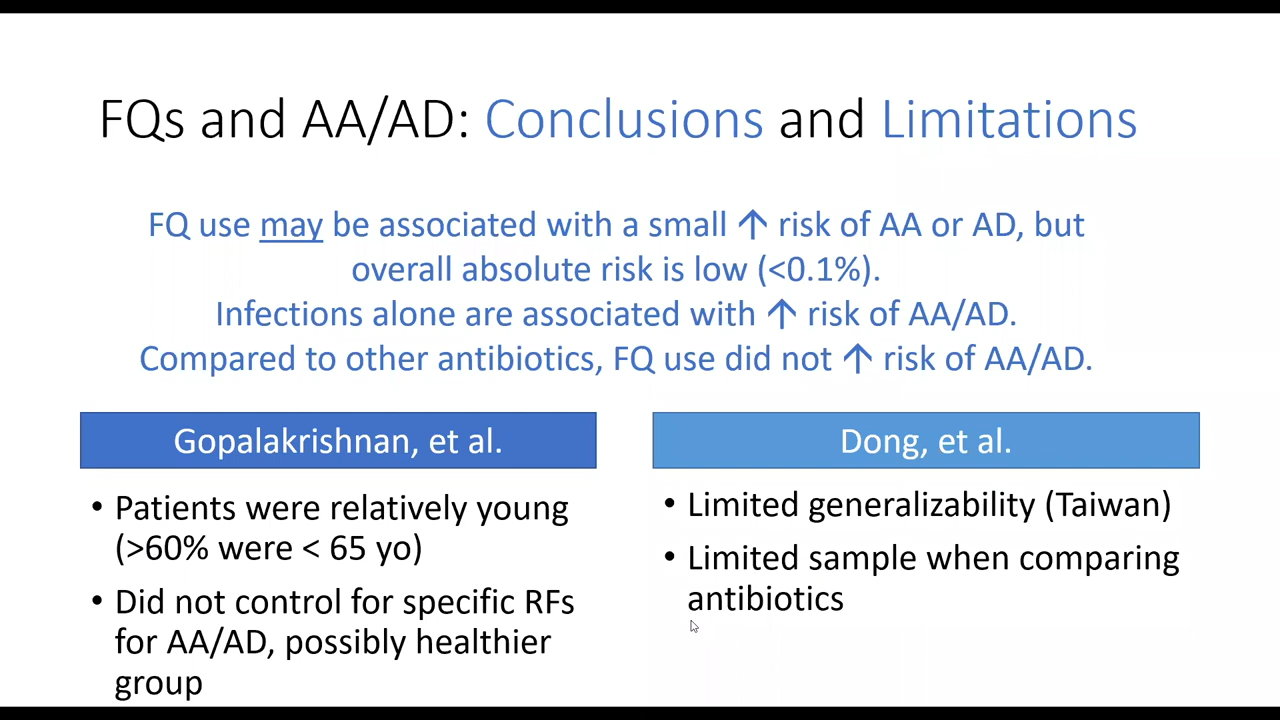 FQs and AA/AD: Conclusions and Limitations
FQ use may be associated with a small ↑ risk of AA or AD, but
overall absolute risk is low (<0.1%).
Infections alone are associated with ↑ risk of AA/AD.
Compared to other antibiotics, FQ use did not ↑ risk of AA/AD.
Gopalakrishnan, et al.
• Patients were relatively young
(>60% were < 65 yo)
• Did not control for specific RFs
for AA/AD, possibly healthier
group
Dong, et al.
• Limited generalizability (Taiwan)
• Limited sample when comparing
antibiotics